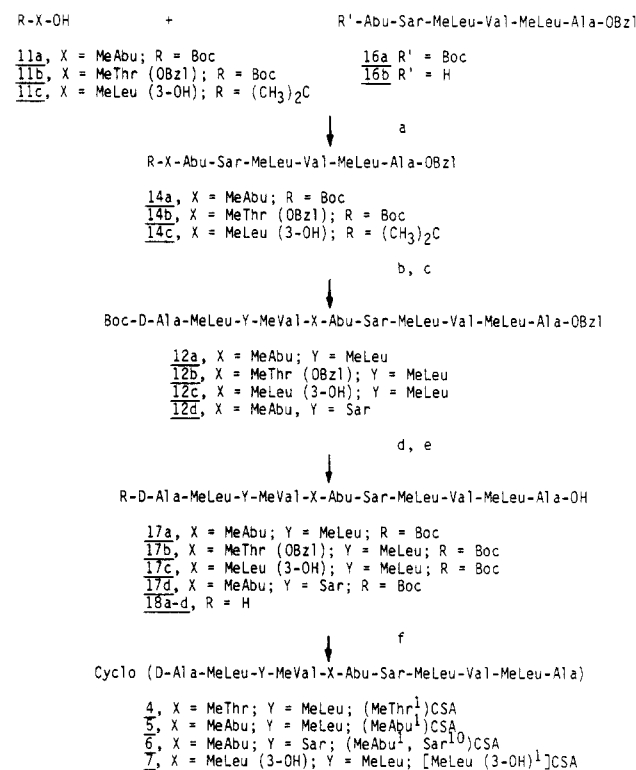 R-X-OH + R'-Abu-Sar-MeLeu-Val-MeLeu-Ala-OBzl
11a, X = MeAbu; R = Boc 16a R' = Boc
11b, X = MeThr (OBzl); R = Boc 16b R' = H
11c, X = MeLeu (3-OH); R = (CH3)2C
a
R-X-Abu-Sar-MeLeu-Val-MeLeu-Ala-OBzl
14a, X = MeAbu; R = Boc
14b, X = MeThr (OBzl); R = Boc
14c, X = MeLeu (3-OH); R = (CH3)2C
b, c
Boc-D-Ala-MeLeu-Y-MeVal-X-Abu-Sar-MeLeu-Val-MeLeu-Ala-OBzl
12a, X = MeAbu; Y = MeLeu
12b, X = MeThr (OBzl); Y = MeLeu
12c, X = MeLeu (3-OH); Y = MeLeu
12d, X = MeAbu, Y = Sar
d, e
R-D-Ala-MeLeu-Y-MeVal-X-Abu-Sar-MeLeu-Val-MeLeu-Ala-OH
17a, X = MeAbu; Y = MeLeu; R = Boc
17b, X = MeThr (OBzl); Y = MeLeu; R = Boc
17c, X = MeLeu (3-OH); Y = MeLeu; R = Boc
17d, X = MeAbu; Y = Sar; R = Boc
18a-d, R = H
f
Cyclo (D-Ala-MeLeu-Y-MeVal-X-Abu-Sar-MeLeu-Val-MeLeu-Ala)
4, X = MeThr; Y = MeLeu; (MeThr1)CSA
5, X = MeAbu; Y = MeLeu; (MeAbu1)CSA
6, X = MeAbu; Y = Sar; (MeAbu1, Sar10)CSA
7, X = MeLeu (3-OH); Y = MeLeu; [MeLeu (3-OH)1]CSA